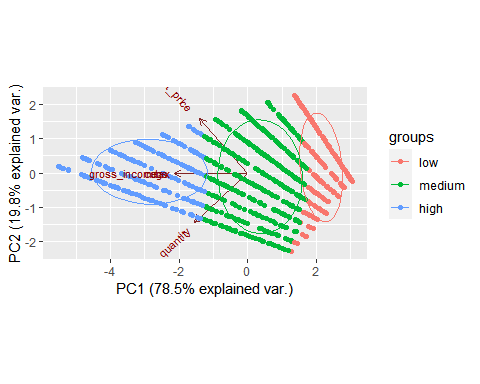 _price
gross_income
quantity
2
1
0
-1
-2
-4
-2
0
2
PC1 (78.5% explained var.)
PC2 (19.8% explained var.)
groups
low
medium
high